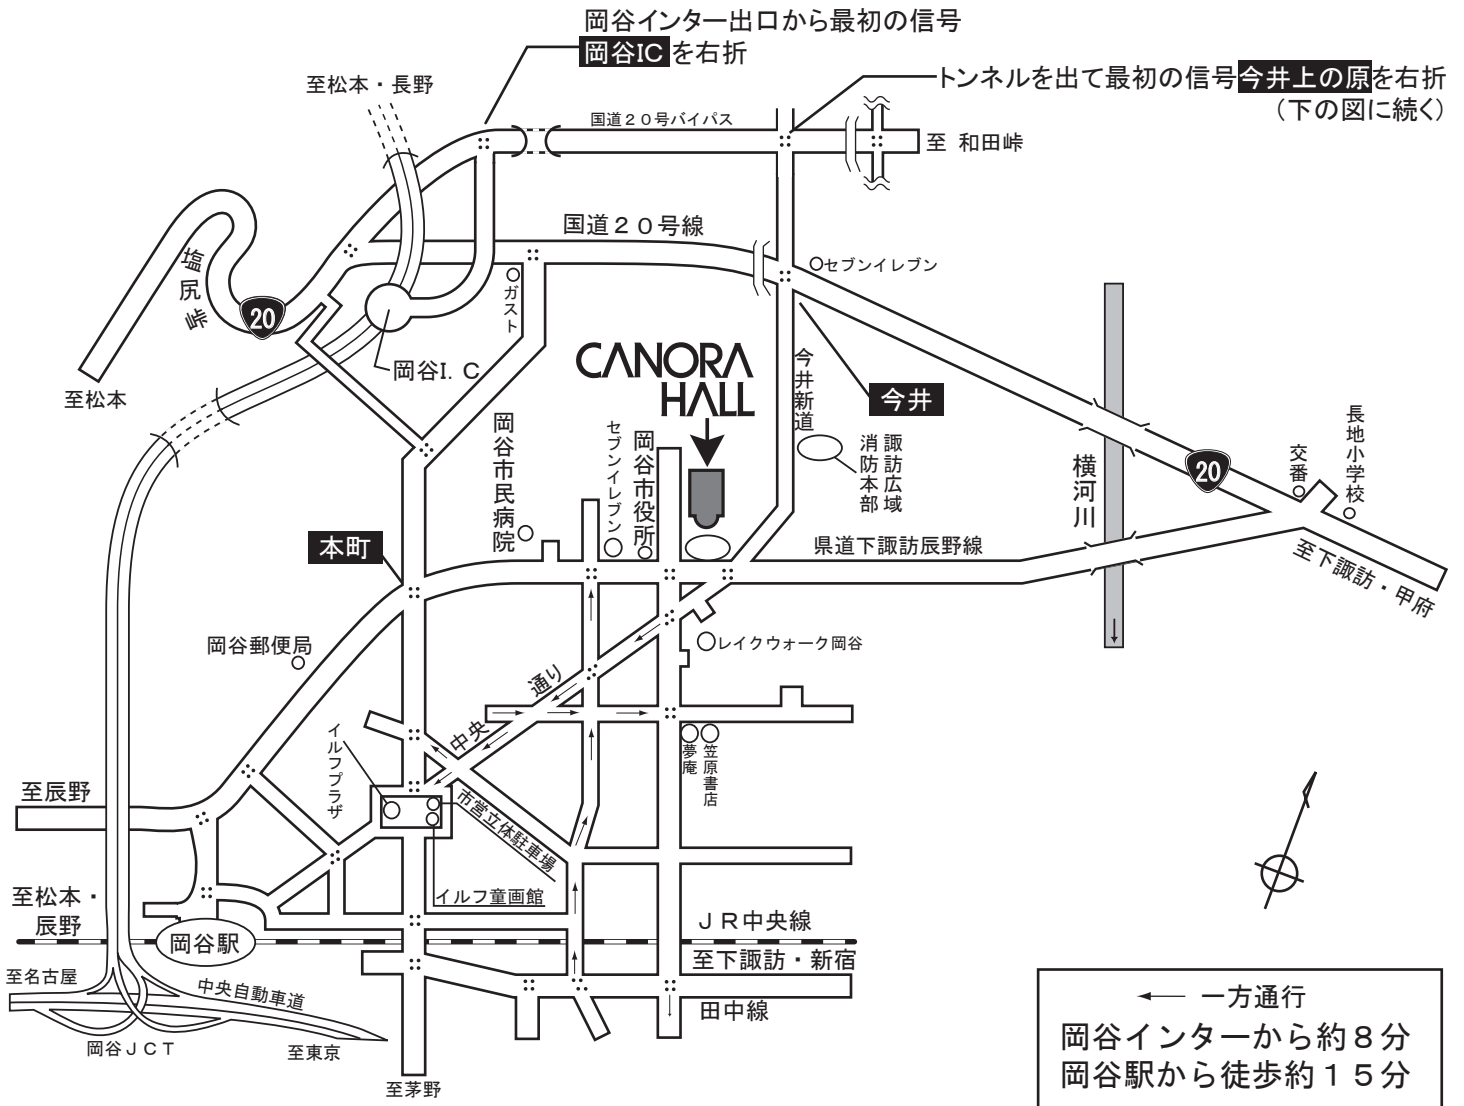 岡谷インター出口から最初の信号
岡谷ICを右折
トンネルを出て最初の信号今井上の原を右折
(下の図に続く)
至松本・長野
国道20号バイパス
至 和田峠
国道20号線
セブンイレブン
塩尻峠
20
ガスト
岡谷I. C
至松本
CANORA
HALL
今井新道
今井
諏訪広域
消防本部
岡谷市民病院
セブンイレブン
岡谷市役所
横河川
20
交番
長地小学校
本町
県道下諏訪辰野線
至下諏訪・甲府
岡谷郵便局
レイクウォーク岡谷
中央通り
イルフプラザ
夢庵
笠原書店
至辰野
市営立体駐車場
イルフ童画館
至松本・
辰野
岡谷駅
JR中央線
至下諏訪・新宿
至名古屋
中央自動車道
田中線
岡谷JCT
至東京
至茅野
一方通行
岡谷インターから約8分
岡谷駅から徒歩約15分